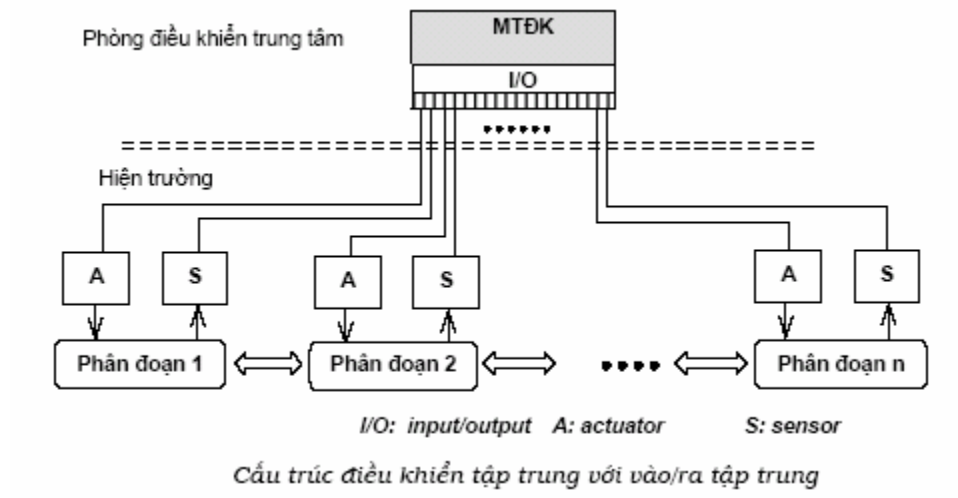 MTĐK
Phòng điều khiển trung tâm
I/O
Hiện trường
A S A S A S
Phân đoạn 1 Phân đoạn 2 Phân đoạn n
I/O: input/output A: actuator S: sensor
Cấu trúc điều khiển tập trung với vào/ra tập trung